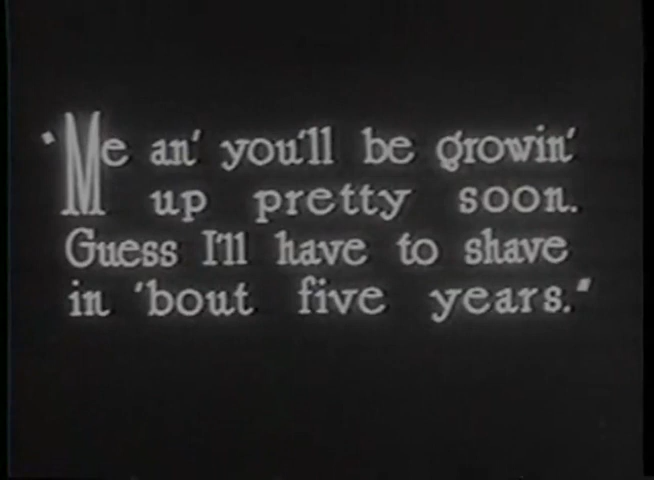 "Me an' you'll be growin'
up pretty soon.
Guess I'll have to shave
in 'bout five years."